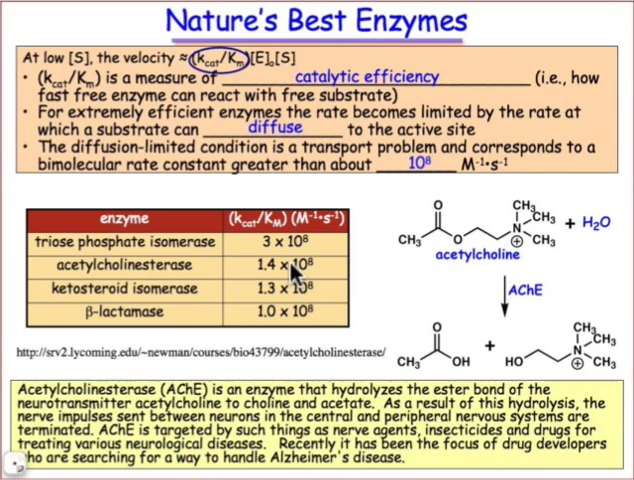 Nature's Best Enzymes
At low [S], the velocity ≈ (kcat/Km)[E]o[S]
• (kcat/Km) is a measure of catalytic efficiency (i.e., how
fast free enzyme can react with free substrate)
• For extremely efficient enzymes the rate becomes limited by the rate at
which a substrate can diffuse to the active site
• The diffusion-limited condition is a transport problem and corresponds to a
bimolecular rate constant greater than about 10⁸ M⁻¹•s⁻¹
enzyme (kcat/KM) (M⁻¹•s⁻¹)
triose phosphate isomerase 3 x 10⁸
acetylcholinesterase 1.4 x 10⁸
ketosteroid isomerase 1.3 x 10⁸
β-lactamase 1.0 x 10⁸
O
CH₃ O N CH₃ CH₃ CH₃ ⊕ + H₂O
acetylcholine
AChE
O
CH₃ OH + HO N CH₃ CH₃ CH₃ ⊕
http://srv2.lycoming.edu/~newman/courses/bio43799/acetylcholinesterase/
Acetylcholinesterase (AChE) is an enzyme that hydrolyzes the ester bond of the
neurotransmitter acetylcholine to choline and acetate. As a result of this hydrolysis, the
nerve impulses sent between neurons in the central and peripheral nervous systems are
terminated. AChE is targeted by such things as nerve agents, insecticides and drugs for
treating various neurological diseases. Recently it has been the focus of drug developers
who are searching for a way to handle Alzheimer's disease.